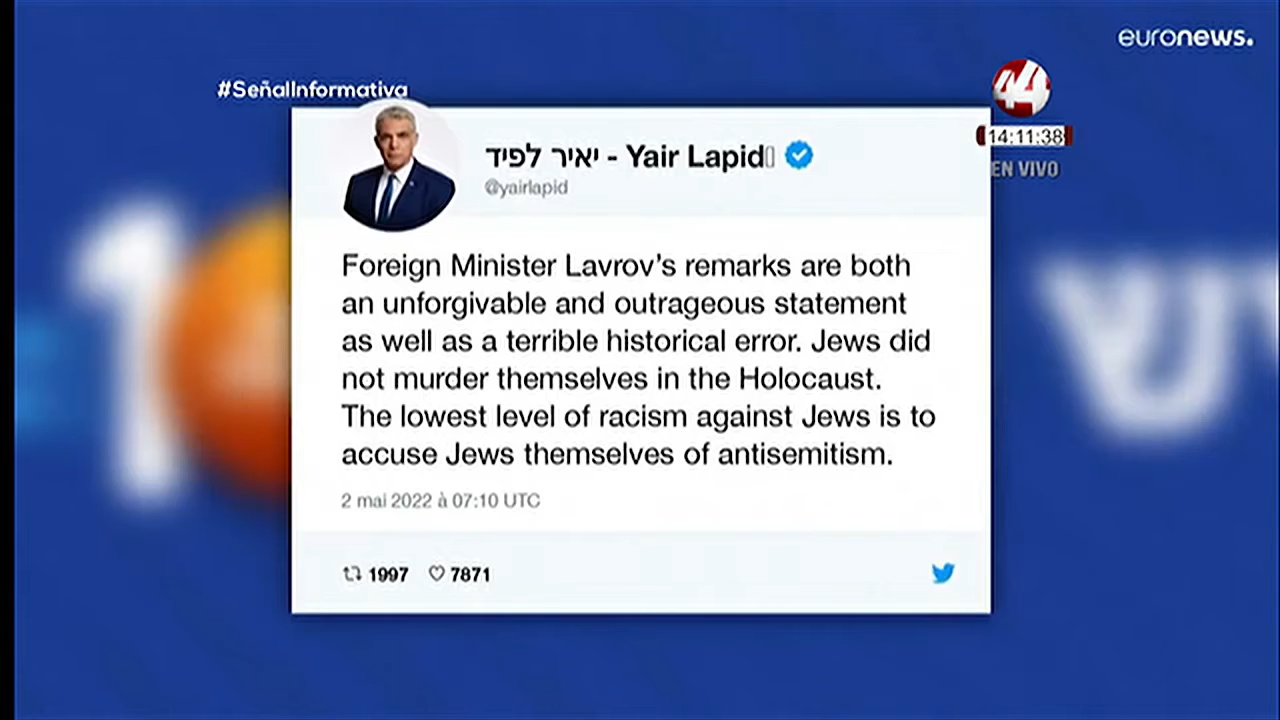 euronews.
#SeñalInformativa
44
14:11:38
EN VIVO
יאיר לפיד - Yair Lapid
@yairlapid
Foreign Minister Lavrov's remarks are both
an unforgivable and outrageous statement
as well as a terrible historical error. Jews did
not murder themselves in the Holocaust.
The lowest level of racism against Jews is to
accuse Jews themselves of antisemitism.
2 mai 2022 à 07:10 UTC
1997 7871